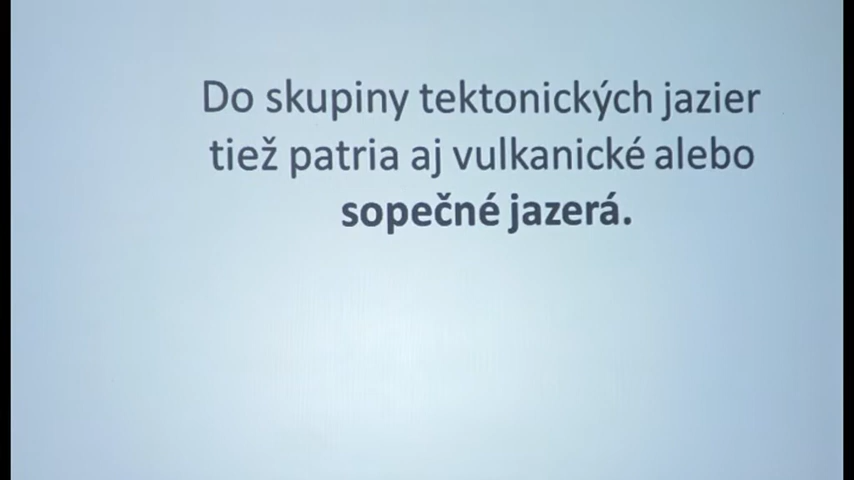 Do skupiny tektonických jazier
tiež patria aj vulkanické alebo
sopečné jazerá.